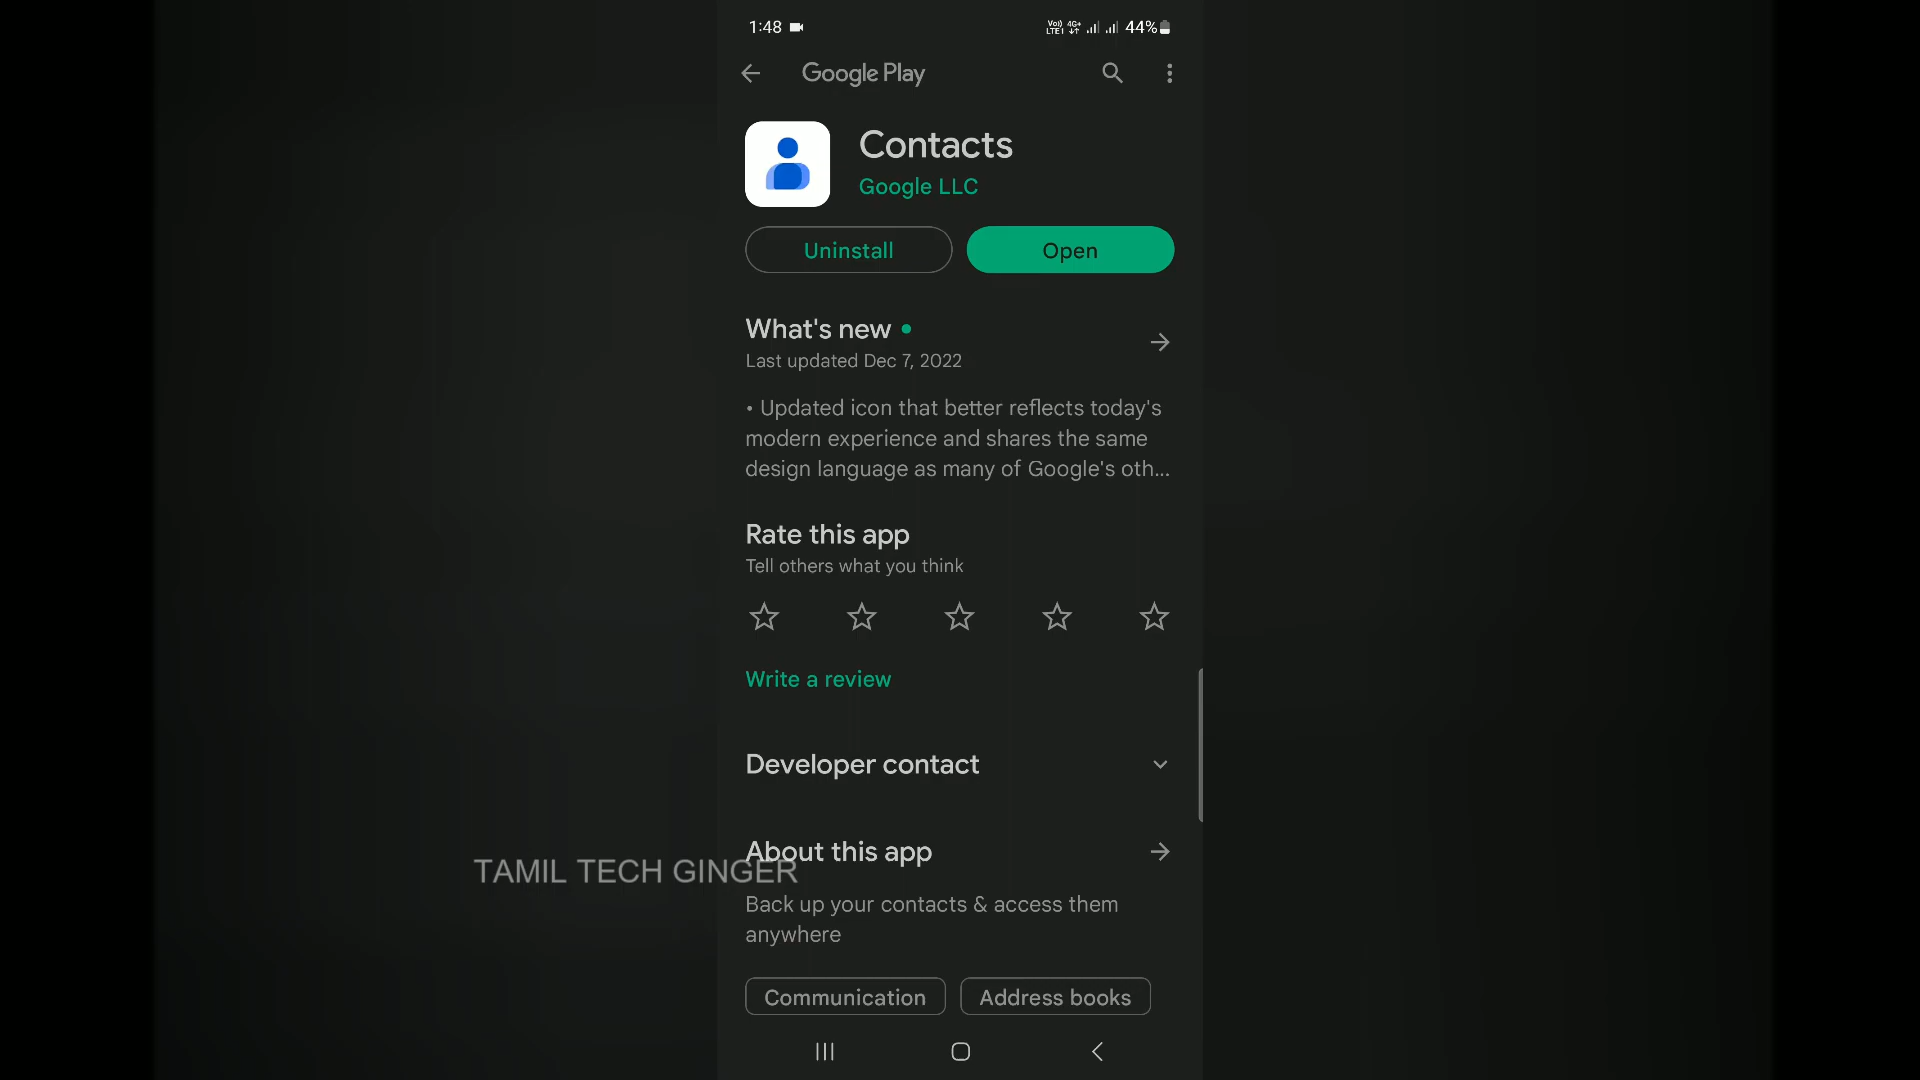 1:48
Vo)) LTE1 4G+ 44%
Google Play
Contacts
Google LLC
Uninstall
Open
What's new
Last updated Dec 7, 2022
• Updated icon that better reflects today's
modern experience and shares the same
design language as many of Google's oth...
Rate this app
Tell others what you think
Write a review
Developer contact
About this app
TAMIL TECH GINGER
Back up your contacts & access them
anywhere
Communication
Address books